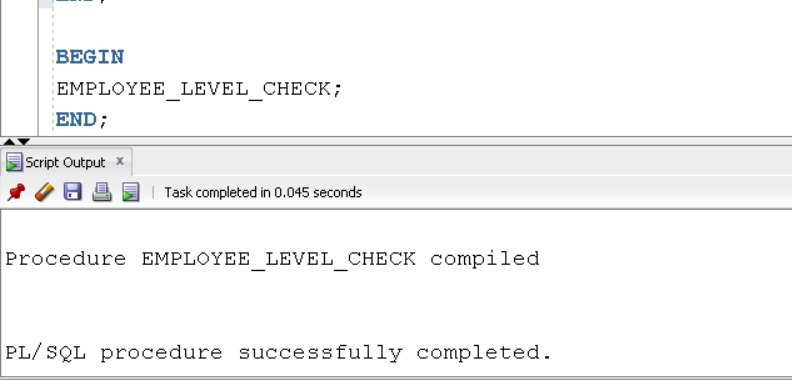 END;
BEGIN
EMPLOYEE_LEVEL_CHECK;
END;
Script Output x
Task completed in 0.045 seconds
Procedure EMPLOYEE_LEVEL_CHECK compiled
PL/SQL procedure successfully completed.